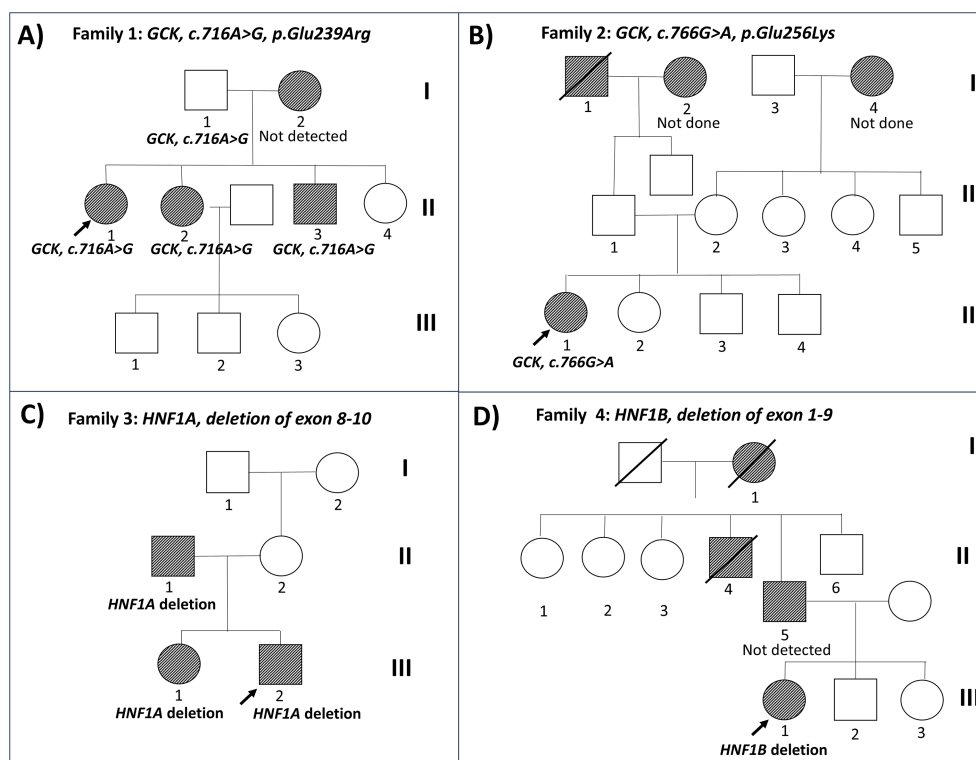 A) Family 1: GCK, c.716A>G, p.Glu239Arg
I
1 2
GCK, c.716A>G Not detected
II
1 2 3 4
GCK, c.716A>G GCK, c.716A>G GCK, c.716A>G
III
1 2 3
B) Family 2: GCK, c.766G>A, p.Glu256Lys
I
1 2 3 4
Not done Not done
II
1 2 3 4 5
II
1 2 3 4
GCK, c.766G>A
C) Family 3: HNF1A, deletion of exon 8-10
I
1 2
II
1 2
HNF1A deletion
III
1 2
HNF1A deletion HNF1A deletion
D) Family 4: HNF1B, deletion of exon 1-9
I
1
II
4 6
1 2 3
5
Not detected
III
1 2 3
HNF1B deletion